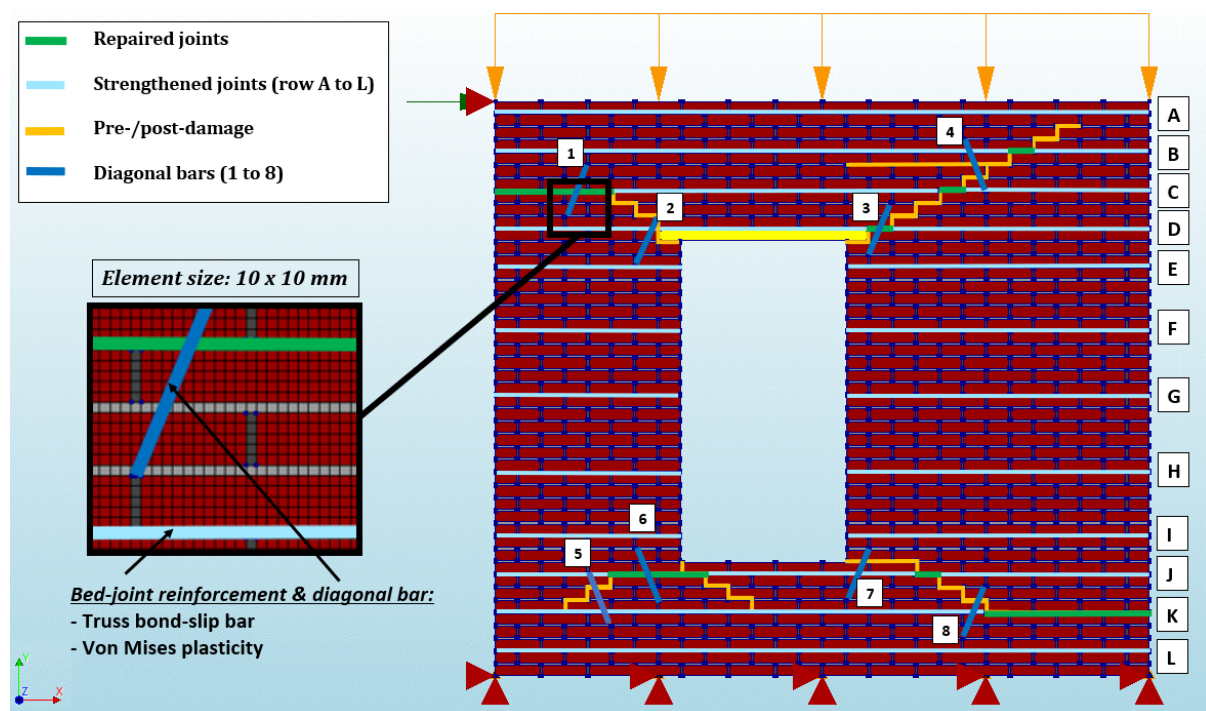 Repaired joints
Strengthened joints (row A to L)
Pre-/post-damage
Diagonal bars (1 to 8)
Element size: 10 x 10 mm
Bed-joint reinforcement & diagonal bar:
- Truss bond-slip bar
- Von Mises plasticity
1
2
3
4
5
6
7
8
A
B
C
D
E
F
G
H
I
J
K
L
Y
Z
X